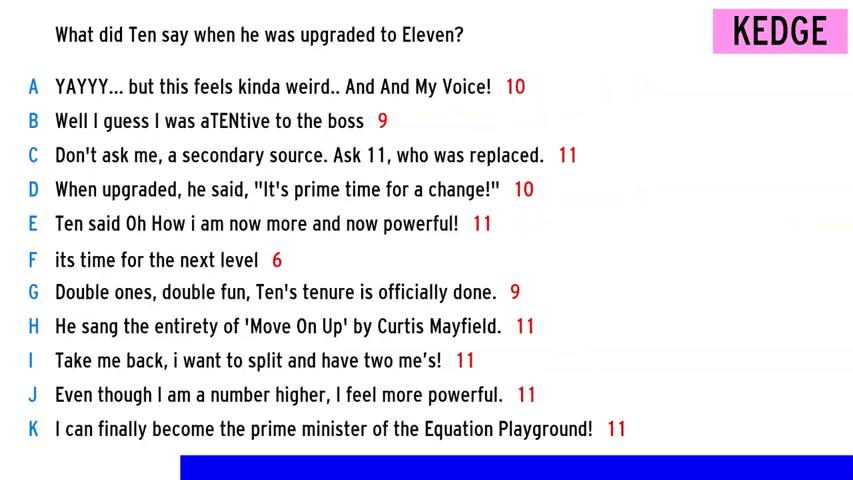 What did Ten say when he was upgraded to Eleven?
KEDGE
A YAYYY... but this feels kinda weird.. And And My Voice! 10
B Well I guess I was aTENtive to the boss 9
C Don't ask me, a secondary source. Ask 11, who was replaced. 11
D When upgraded, he said, "It's prime time for a change!" 10
E Ten said Oh How i am now more and now powerful! 11
F its time for the next level 6
G Double ones, double fun, Ten's tenure is officially done. 9
H He sang the entirety of 'Move On Up' by Curtis Mayfield. 11
I Take me back, i want to split and have two me's! 11
J Even though I am a number higher, I feel more powerful. 11
K I can finally become the prime minister of the Equation Playground! 11